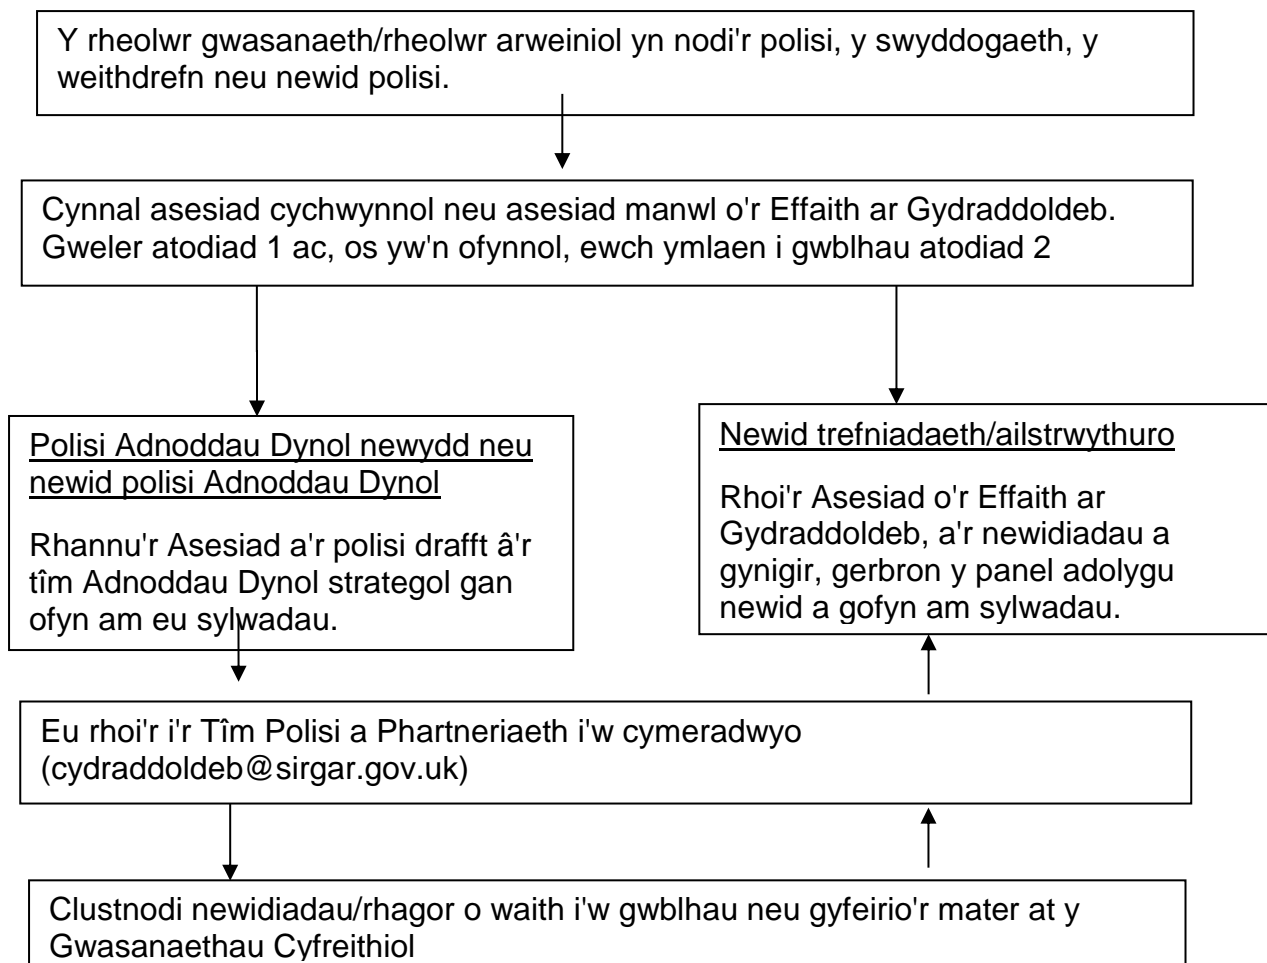 Y rheolwr gwasanaeth/rheolwr arweiniol yn nodi'r polisi, y swyddogaeth, y
weithdrefn neu newid polisi.
Cynnal asesiad cychwynnol neu asesiad manwl o'r Effaith ar Gydraddoldeb.
Gweler atodiad 1 ac, os yw'n ofynnol, ewch ymlaen i gwblhau atodiad 2
Polisi Adnoddau Dynol newydd neu
newid polisi Adnoddau Dynol
Rhannu'r Asesiad a'r polisi drafft â'r
tîm Adnoddau Dynol strategol gan
ofyn am eu sylwadau.
Newid trefniadaeth/ailstrwythuro
Rhoi'r Asesiad o'r Effaith ar
Gydraddoldeb, a'r newidiadau a
gynigir, gerbron y panel adolygu
newid a gofyn am sylwadau.
Eu rhoi'r i'r Tîm Polisi a Phartneriaeth i'w cymeradwyo
(cydraddoldeb@sirgar.gov.uk)
Clustnodi newidiadau/rhagor o waith i'w gwblhau neu gyfeirio'r mater at y
Gwasanaethau Cyfreithiol